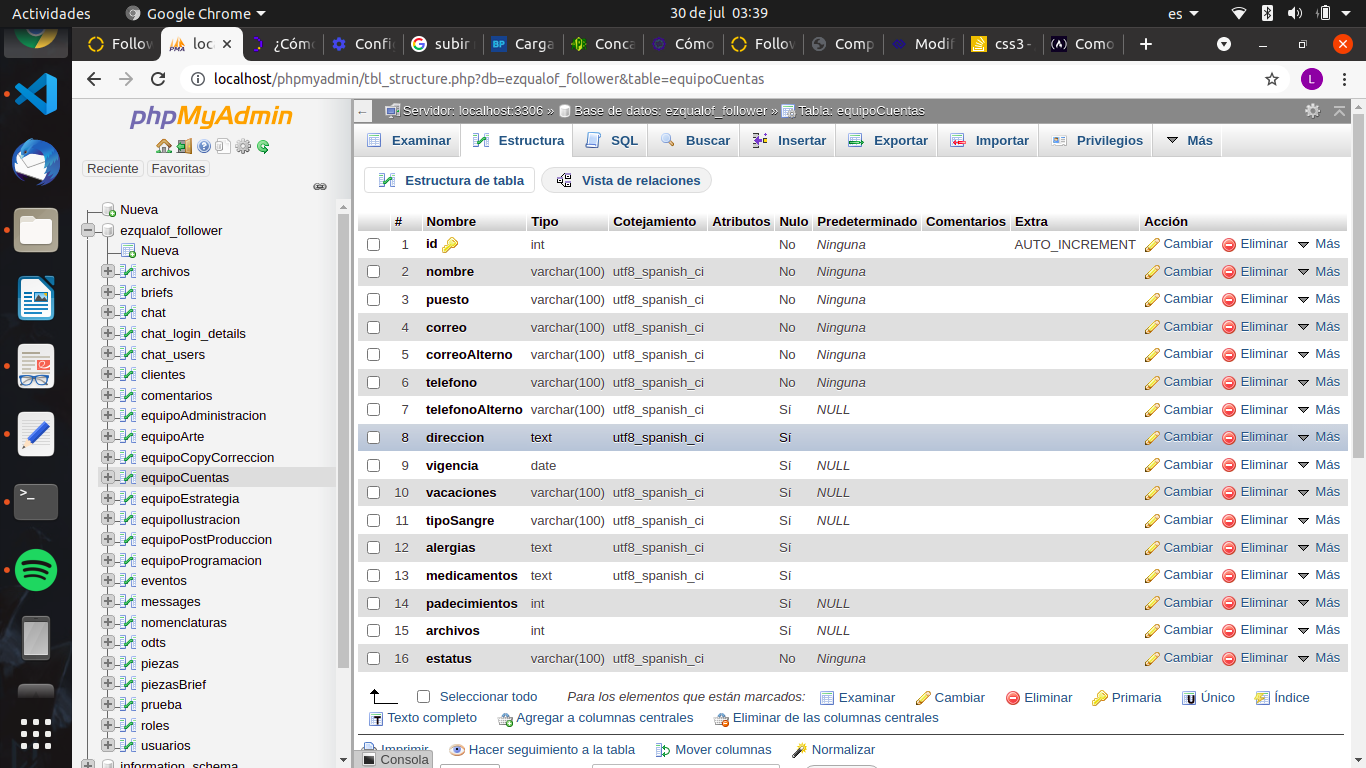 Actividades Google Chrome 30 de jul 03:39 es
Follow loc ¿Cómo Config subir Carga Conca Cómo Follow Comp Modif css3 - Como
localhost/phpmyadmin/tbl_structure.php?db=ezqualof_follower&table=equipoCuentas L
phpMyAdmin
Reciente Favoritas
Nueva
ezqualof_follower
Nueva
archivos
briefs
chat
chat_login_details
chat_users
clientes
comentarios
equipoAdministracion
equipoArte
equipoCopyCorreccion
equipoCuentas
equipoEstrategia
equipoIlustracion
equipoPostProduccion
equipoProgramacion
eventos
messages
nomenclaturas
odts
piezas
piezasBrief
prueba
roles
usuarios
information_schema
Servidor: localhost:3306 » Base de datos: ezqualof_follower » Tabla: equipoCuentas
Examinar Estructura SQL Buscar Insertar Exportar Importar Privilegios Más
Estructura de tabla Vista de relaciones
# Nombre Tipo Cotejamiento Atributos Nulo Predeterminado Comentarios Extra Acción
1 id int No Ninguna AUTO_INCREMENT Cambiar Eliminar Más
2 nombre varchar(100) utf8_spanish_ci No Ninguna Cambiar Eliminar Más
3 puesto varchar(100) utf8_spanish_ci No Ninguna Cambiar Eliminar Más
4 correo varchar(100) utf8_spanish_ci No Ninguna Cambiar Eliminar Más
5 correoAlterno varchar(100) utf8_spanish_ci No Ninguna Cambiar Eliminar Más
6 telefono varchar(100) utf8_spanish_ci No Ninguna Cambiar Eliminar Más
7 telefonoAlterno varchar(100) utf8_spanish_ci Sí NULL Cambiar Eliminar Más
8 direccion text utf8_spanish_ci Sí Cambiar Eliminar Más
9 vigencia date Sí NULL Cambiar Eliminar Más
10 vacaciones varchar(100) utf8_spanish_ci Sí NULL Cambiar Eliminar Más
11 tipoSangre varchar(100) utf8_spanish_ci Sí NULL Cambiar Eliminar Más
12 alergias text utf8_spanish_ci Sí Cambiar Eliminar Más
13 medicamentos text utf8_spanish_ci Sí Cambiar Eliminar Más
14 padecimientos int Sí NULL Cambiar Eliminar Más
15 archivos int Sí NULL Cambiar Eliminar Más
16 estatus varchar(100) utf8_spanish_ci No Ninguna Cambiar Eliminar Más
Seleccionar todo Para los elementos que están marcados: Examinar Cambiar Eliminar Primaria Único Índice
Texto completo Agregar a columnas centrales Eliminar de las columnas centrales
Imprimir Hacer seguimiento a la tabla Mover columnas Normalizar
Consola